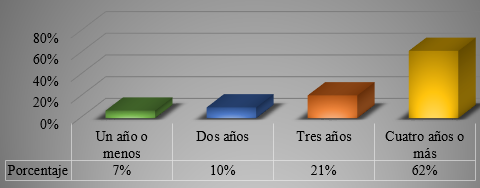 80%
60%
40%
20%
0%
Un año o menos
Dos años
Tres años
Cuatro años o más
Porcentaje 7% 10% 21% 62%